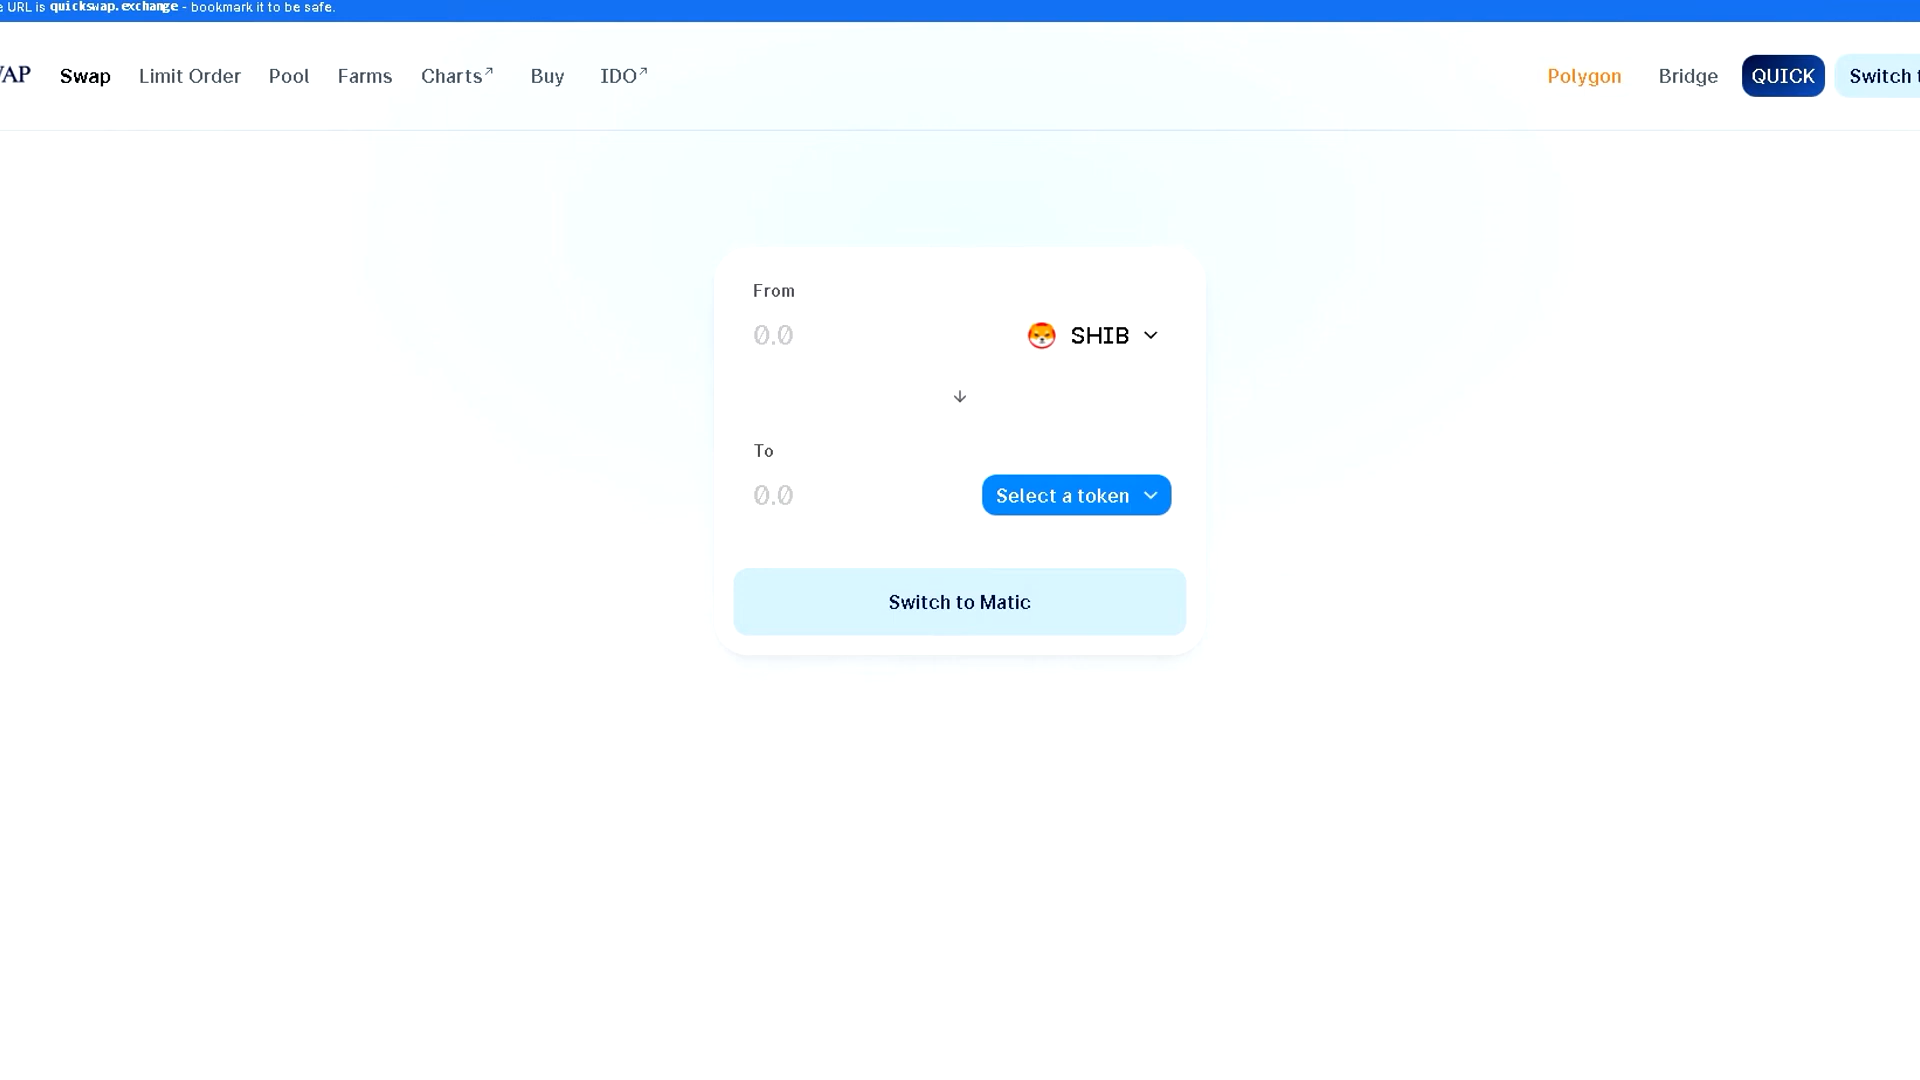 URL is quickswap.exchange - bookmark it to be safe.
Swap Limit Order Pool Farms Charts↗ Buy IDO↗ Polygon Bridge QUICK Switch
From
0.0 SHIB
↓
To
0.0 Select a token
Switch to Matic